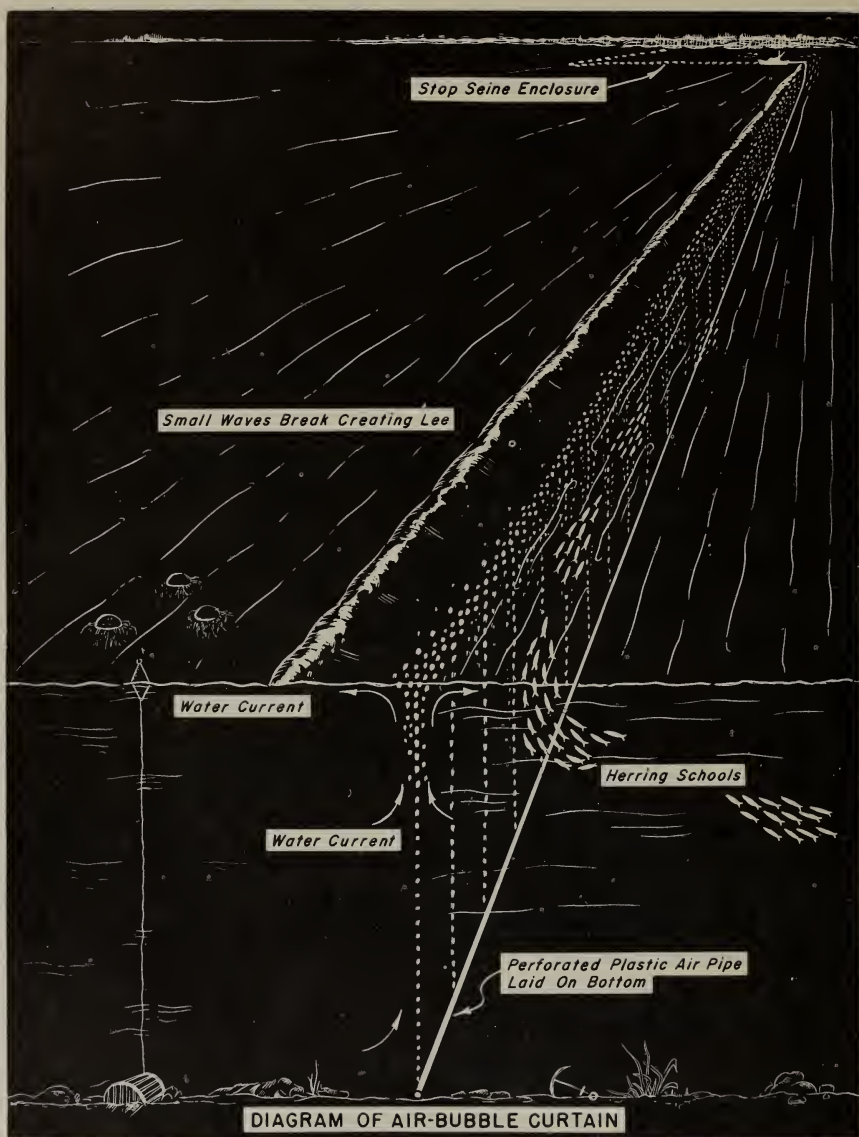 Stop Seine Enclosure
Small Waves Break Creating Lee
Water Current
Herring Schools
Water Current
Perforated Plastic Air Pipe
Laid On Bottom
DIAGRAM OF AIR-BUBBLE CURTAIN